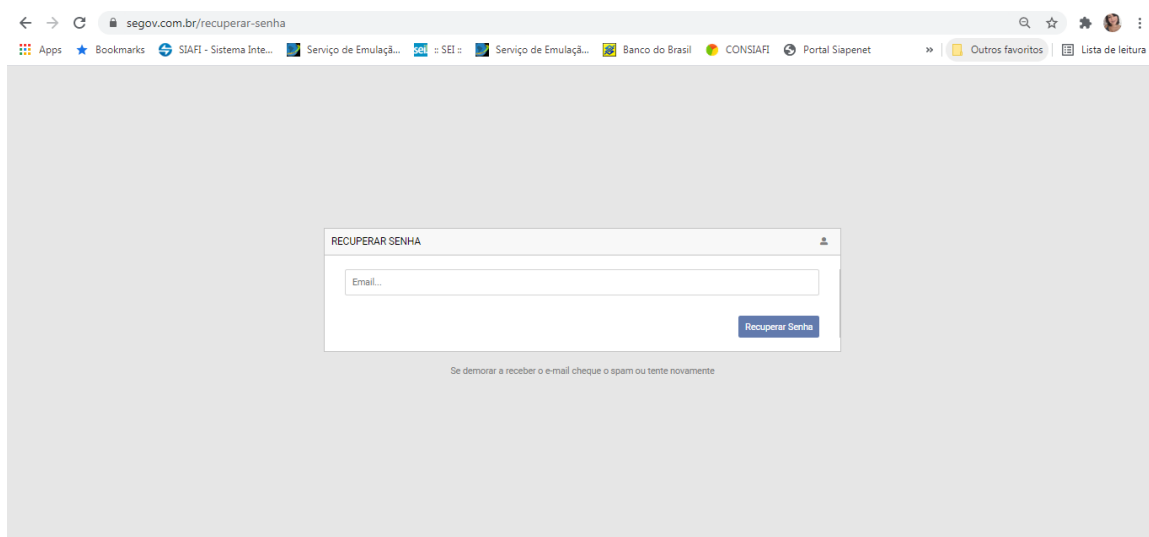 segov.com.br/recuperar-senha
Apps Bookmarks SIAFI - Sistema Inte... Serviço de Emulaçã... sei :: SEI :: Serviço de Emulaçã... Banco do Brasil CONSIAFI Portal Siapenet » Outros favoritos Lista de leitura
RECUPERAR SENHA
Email...
Recuperar Senha
Se demorar a receber o e-mail cheque o spam ou tente novamente